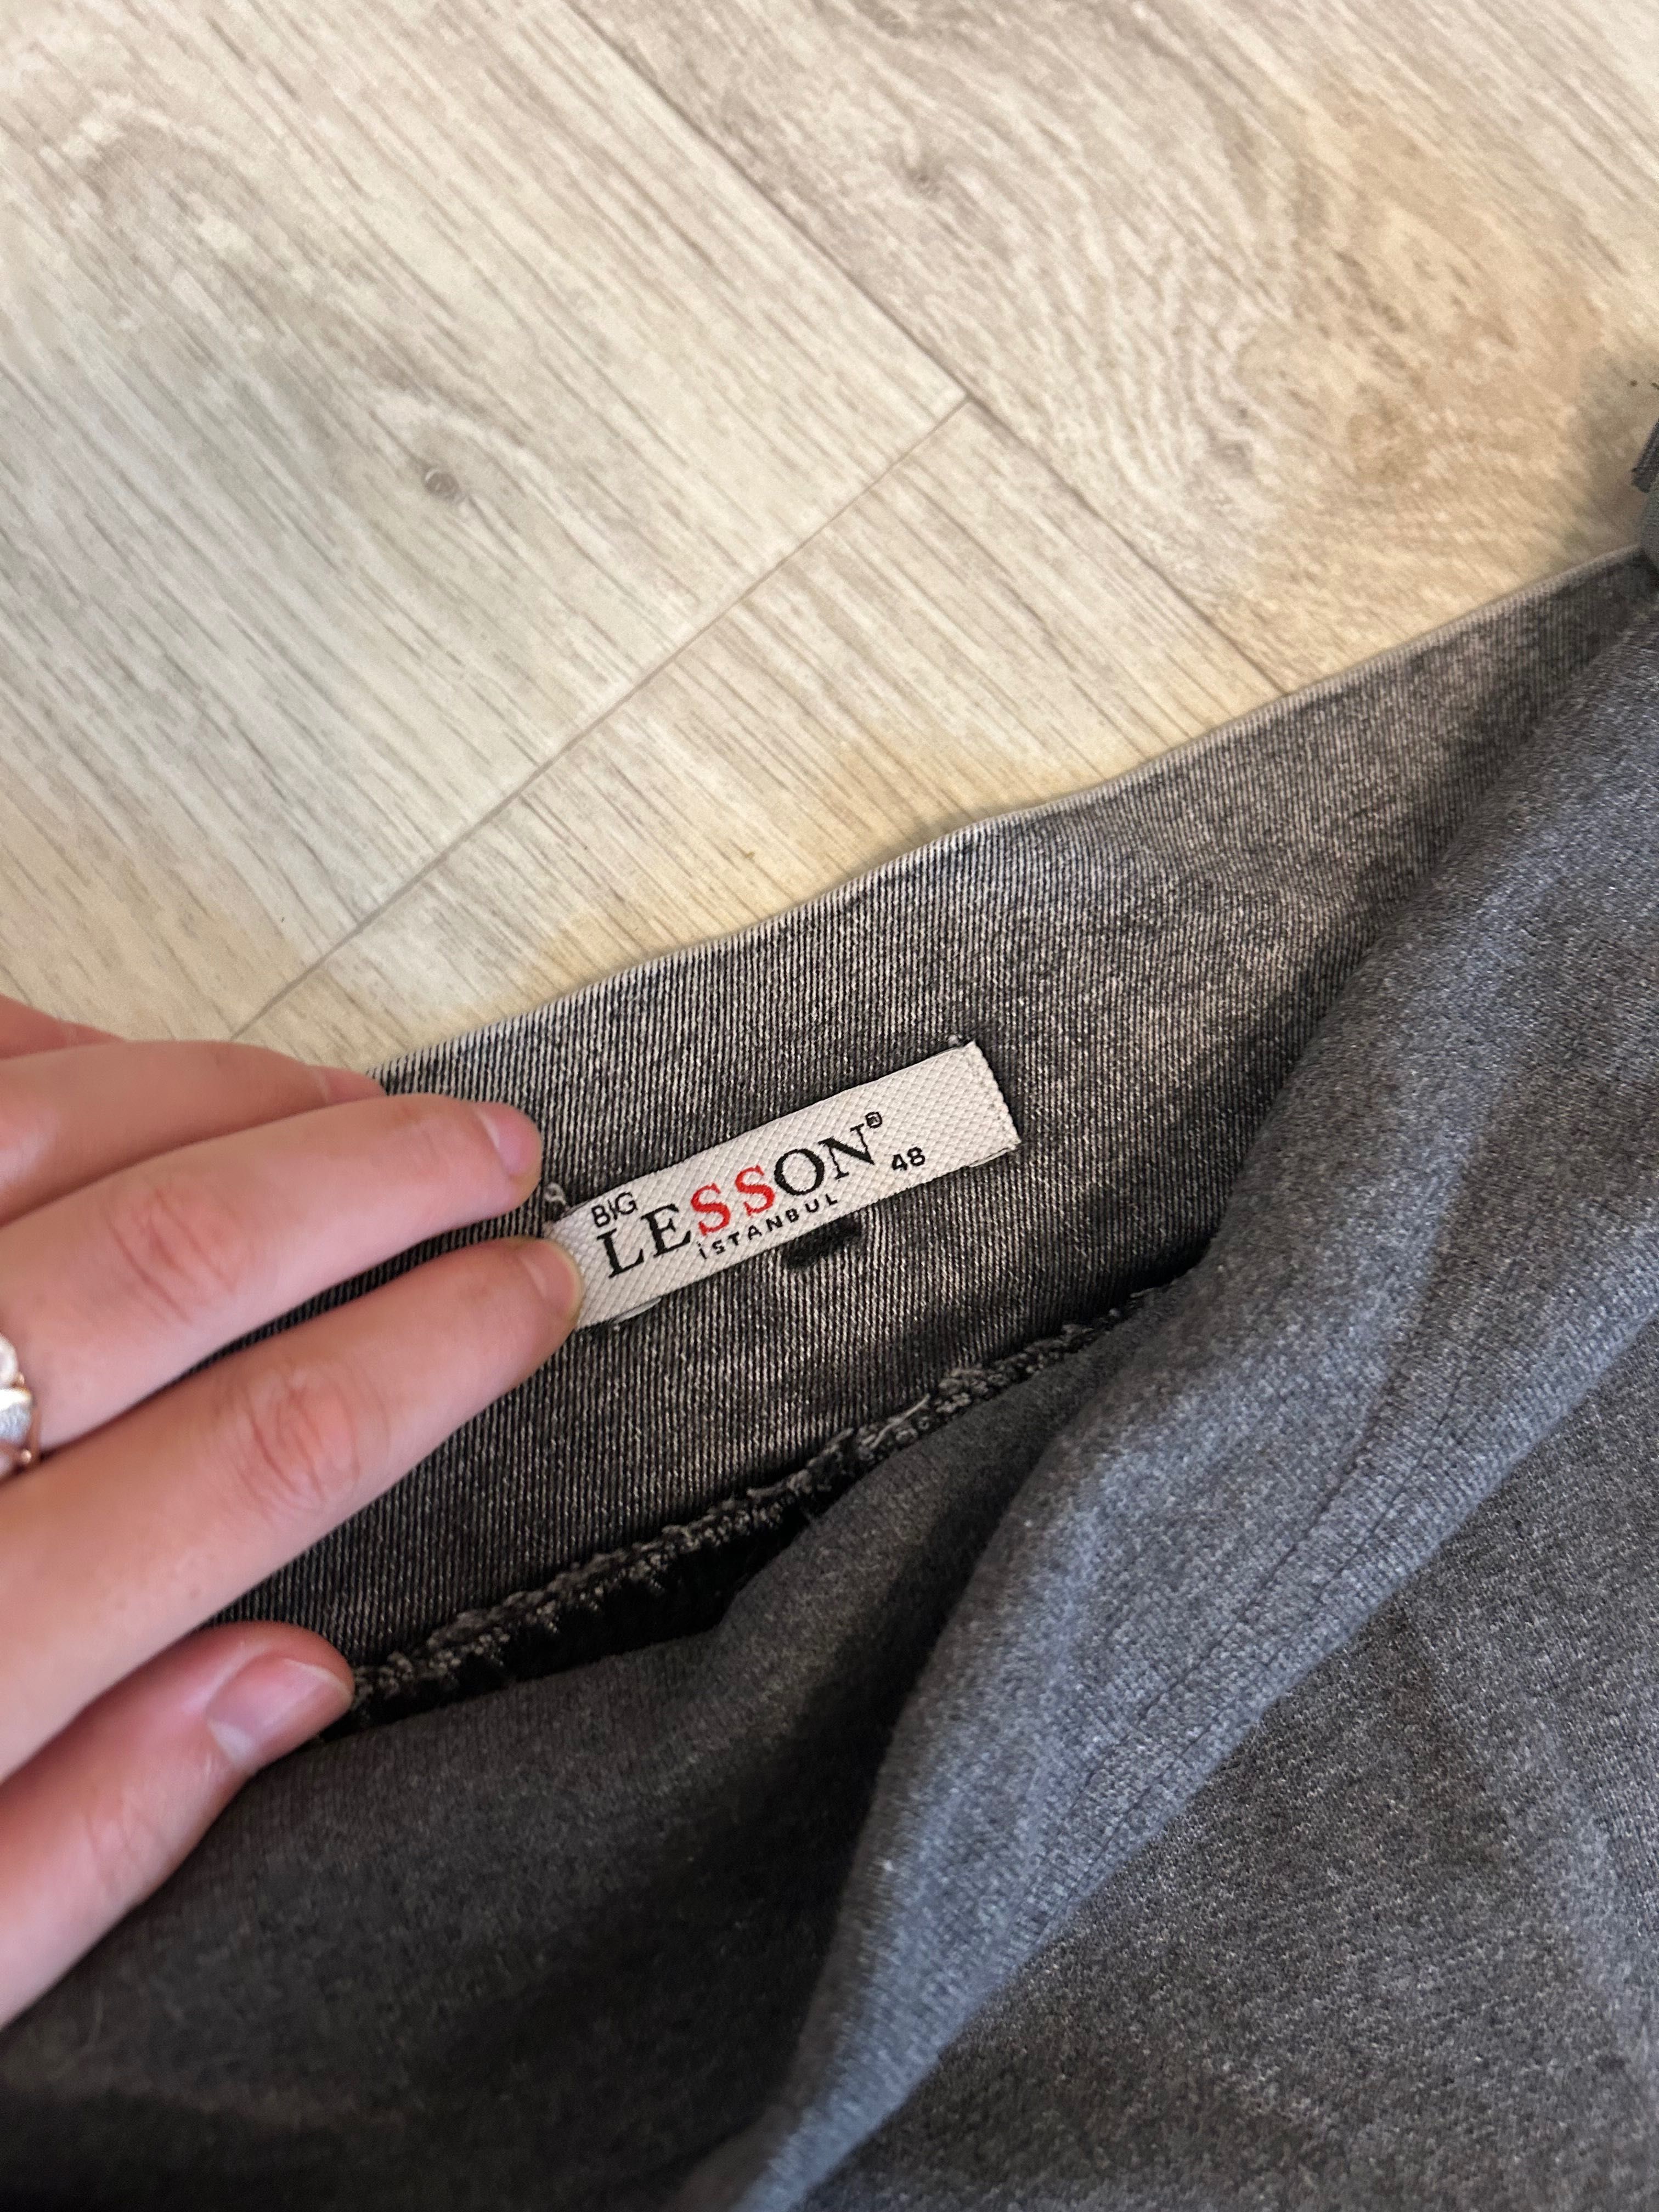 BIG
LESSON®
İSTANBUL
48